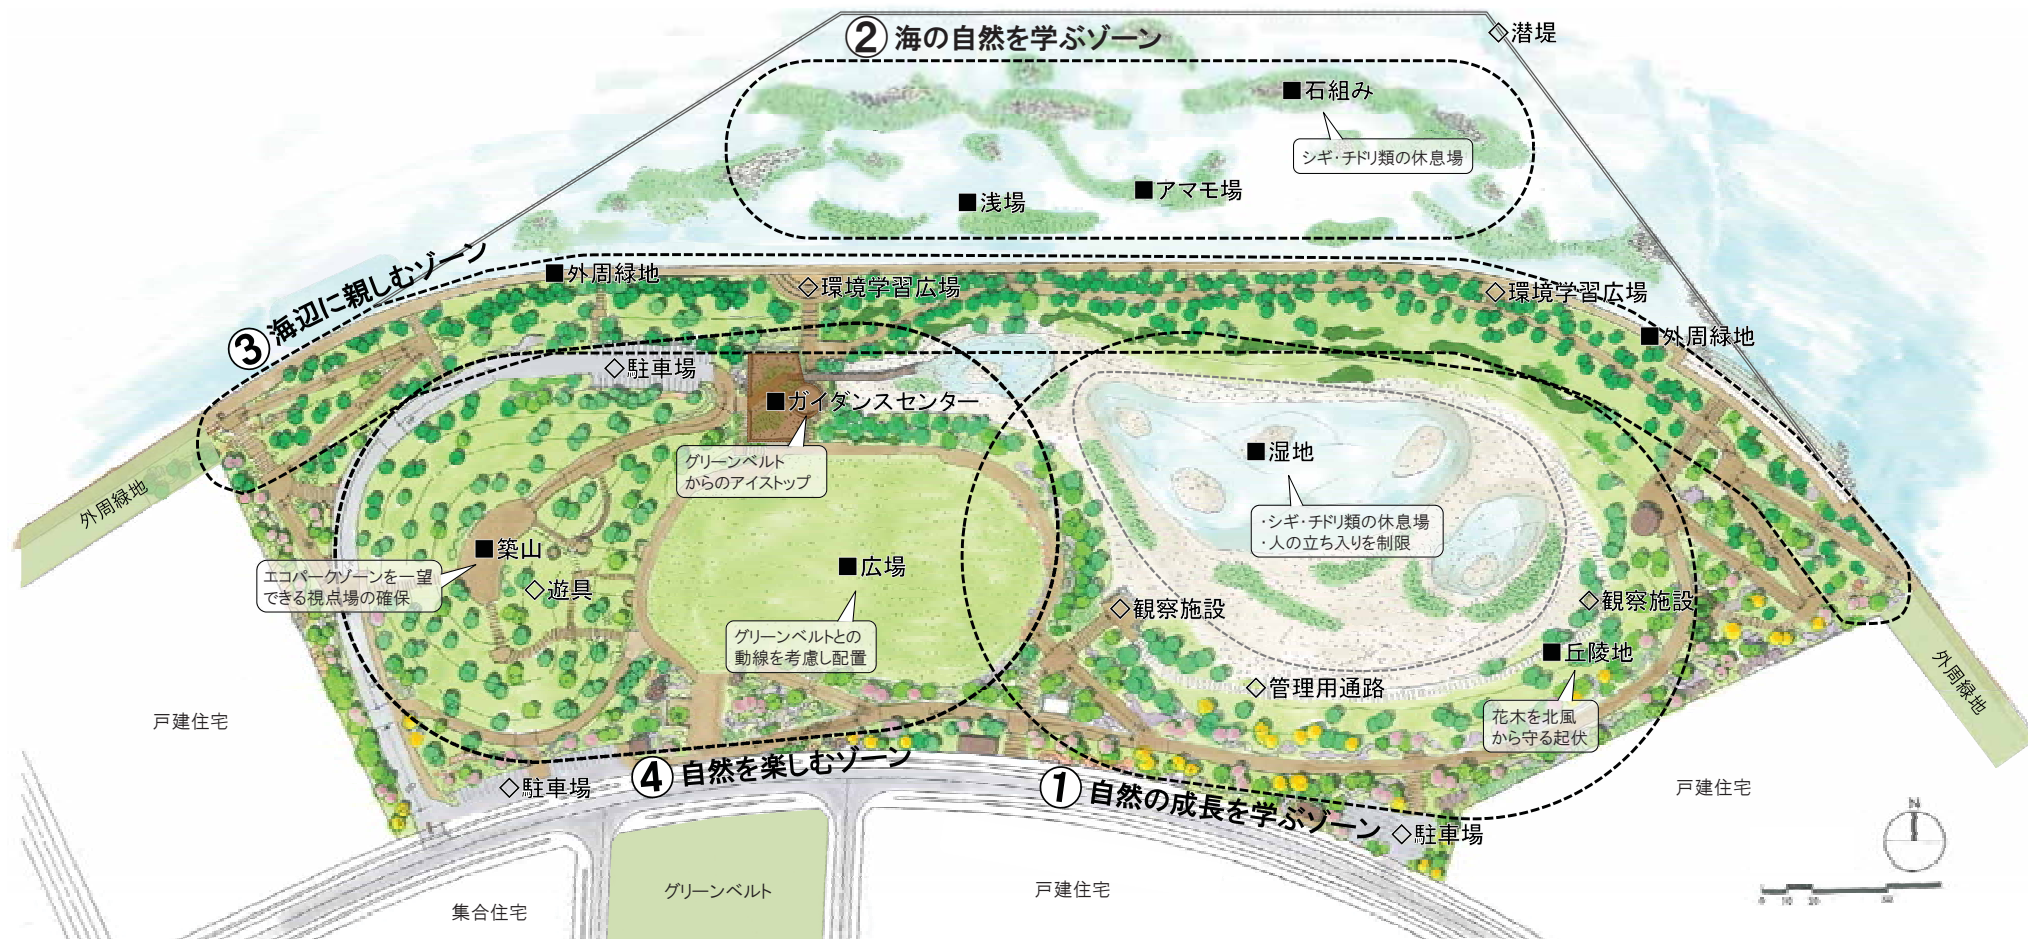 ②海の自然を学ぶゾーン
◇潜堤
■石組み
シギ・チドリ類の休息場
■アマモ場
■浅場
③海辺に親しむゾーン
■外周緑地
◇環境学習広場
◇環境学習広場
■外周緑地
◇駐車場
■ガイダンスセンター
グリーンベルト
からのアイストップ
■湿地
・シギ・チドリ類の休息場
・人の立ち入りを制限
外周緑地
■築山
エコパークゾーンを一望
できる視点場の確保
◇遊具
■広場
グリーンベルトとの
動線を考慮し配置
◇観察施設
◇観察施設
■丘陵地
花木を北風
から守る起伏
◇管理用通路
外周緑地
戸建住宅
④自然を楽しむゾーン
◇駐車場
①自然の成長を学ぶゾーン
◇駐車場
戸建住宅
N
0 10 20 50
グリーンベルト
戸建住宅
集合住宅